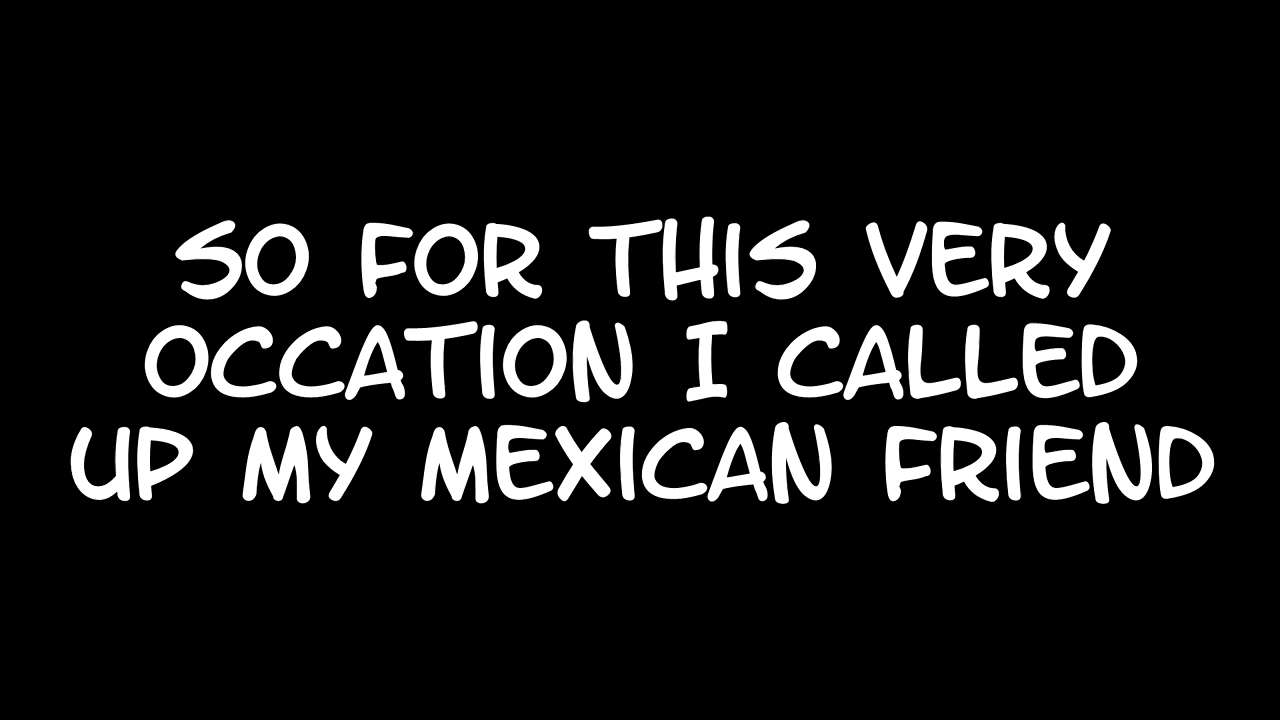 SO FOR THIS VERY
OCCATION I CALLED
UP MY MEXICAN FRIEND